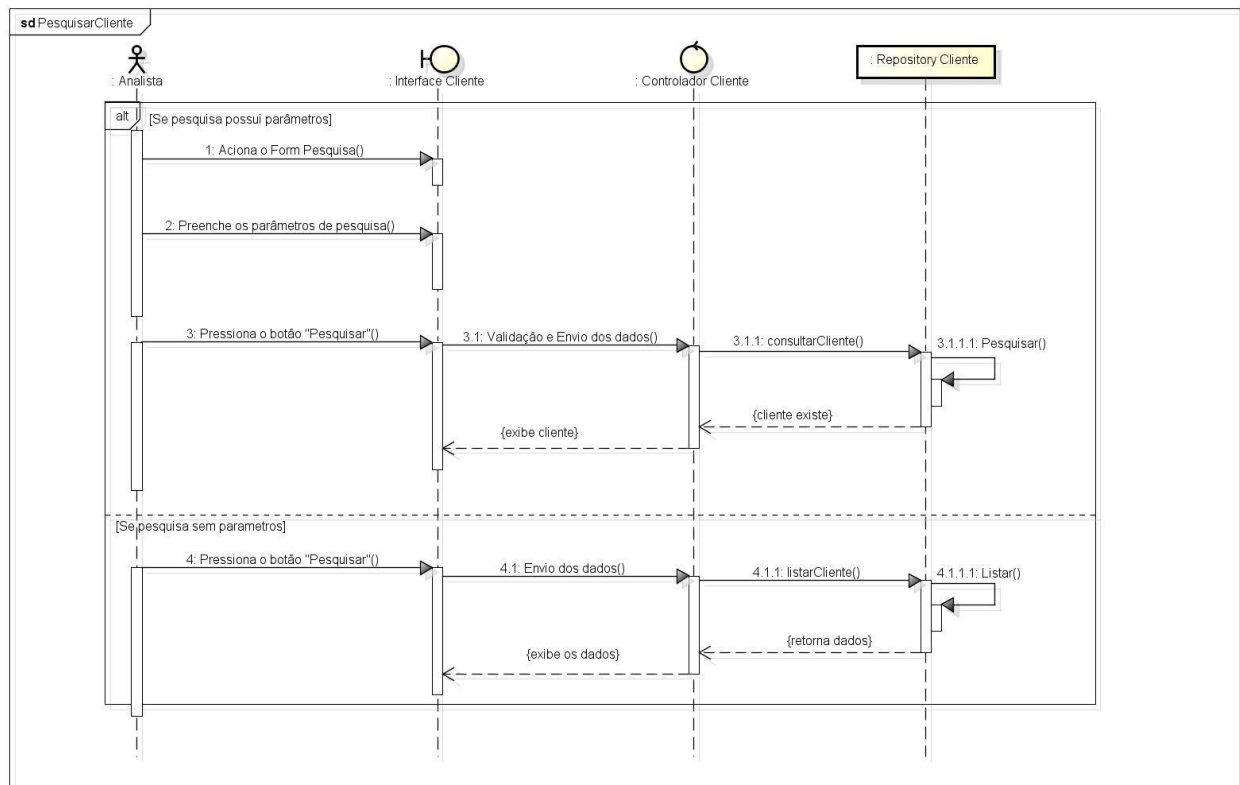 sd PesquisarCliente
: Analista
: Interface Cliente
: Controlador Cliente
: Repository Cliente
alt
[Se pesquisa possui parâmetros]
1: Aciona o Form Pesquisa()
2: Preenche os parâmetros de pesquisa()
3: Pressiona o botão "Pesquisar"()
3.1: Validação e Envio dos dados()
3.1.1: consultarCliente()
3.1.1.1: Pesquisar()
{cliente existe}
{exibe cliente}
[Se pesquisa sem parametros]
4: Pressiona o botão "Pesquisar"()
4.1: Envio dos dados()
4.1.1: listarCliente()
4.1.1.1: Listar()
{retorna dados}
{exibe os dados}